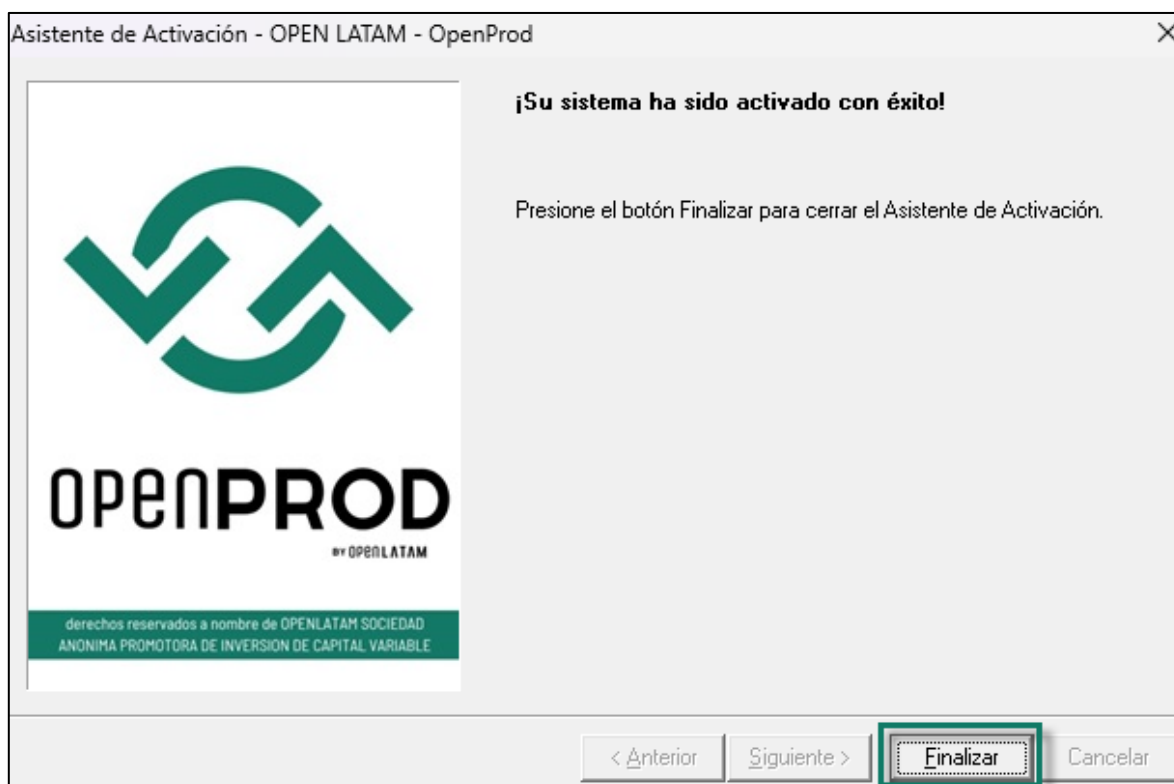 Asistente de Activación - OPEN LATAM - OpenProd
¡Su sistema ha sido activado con éxito!
Presione el botón Finalizar para cerrar el Asistente de Activación.
OPENPROD
BY OPENLATAM
derechos reservados a nombre de OPENLATAM SOCIEDAD
ANONIMA PROMOTORA DE INVERSION DE CAPITAL VARIABLE
< Anterior
Siguiente >
Finalizar
Cancelar